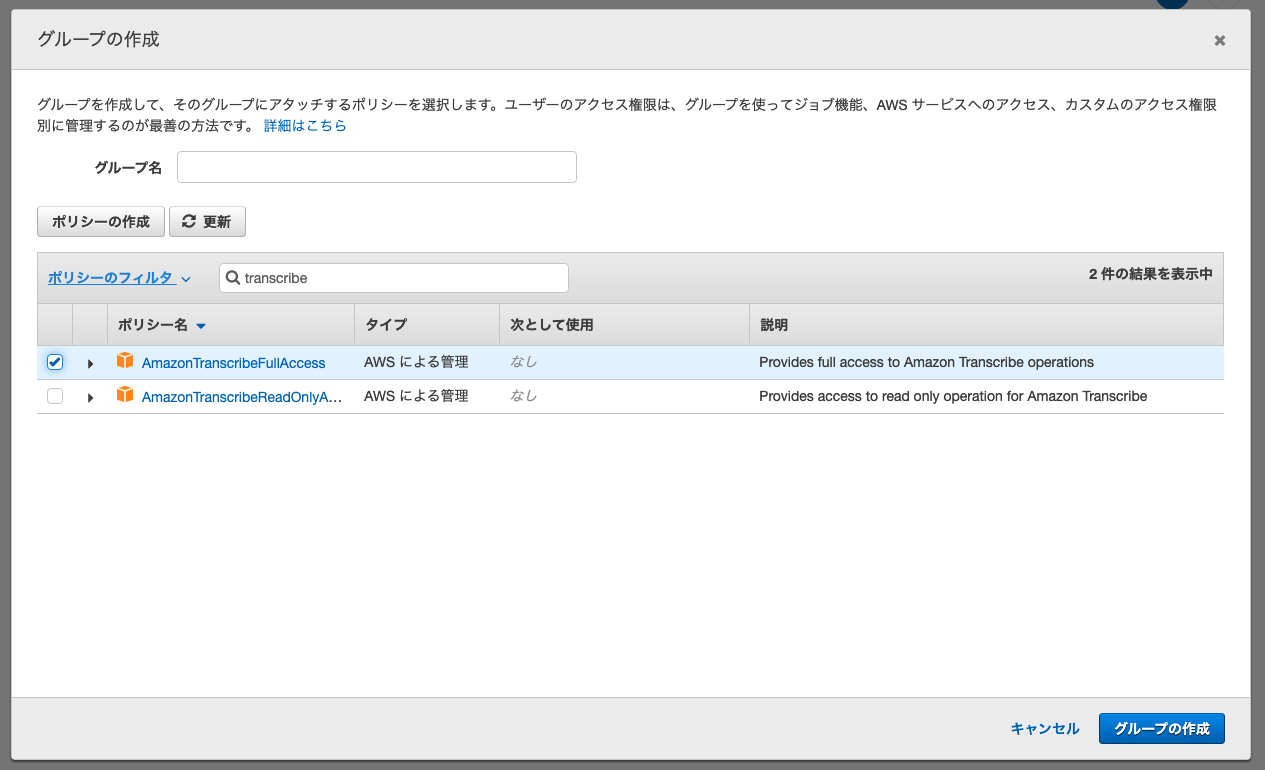 グループの作成
グループを作成して、そのグループにアタッチするポリシーを選択します。ユーザーのアクセス権限は、グループを使ってジョブ機能、AWS サービスへのアクセス、カスタムのアクセス権限
別に管理するのが最善の方法です。 詳細はこちら
グループ名
ポリシーの作成 更新
ポリシーのフィルタ transcribe 2 件の結果を表示中
ポリシー名 タイプ 次として使用 説明
AmazonTranscribeFullAccess AWS による管理 なし Provides full access to Amazon Transcribe operations
AmazonTranscribeReadOnlyA... AWS による管理 なし Provides access to read only operation for Amazon Transcribe
キャンセル グループの作成